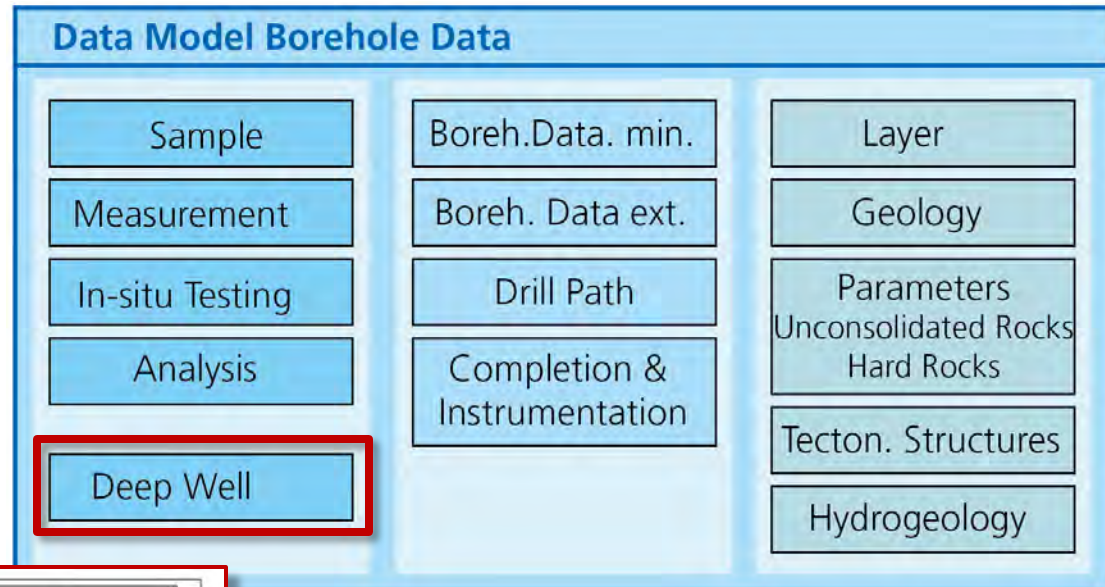 Data Model Borehole Data
Sample
Measurement
In-situ Testing
Analysis
Deep Well
Boreh.Data. min.
Boreh. Data ext.
Drill Path
Completion &
Instrumentation
Layer
Geology
Parameters
Unconsolidated Rocks
Hard Rocks
Tecton. Structures
Hydrogeology